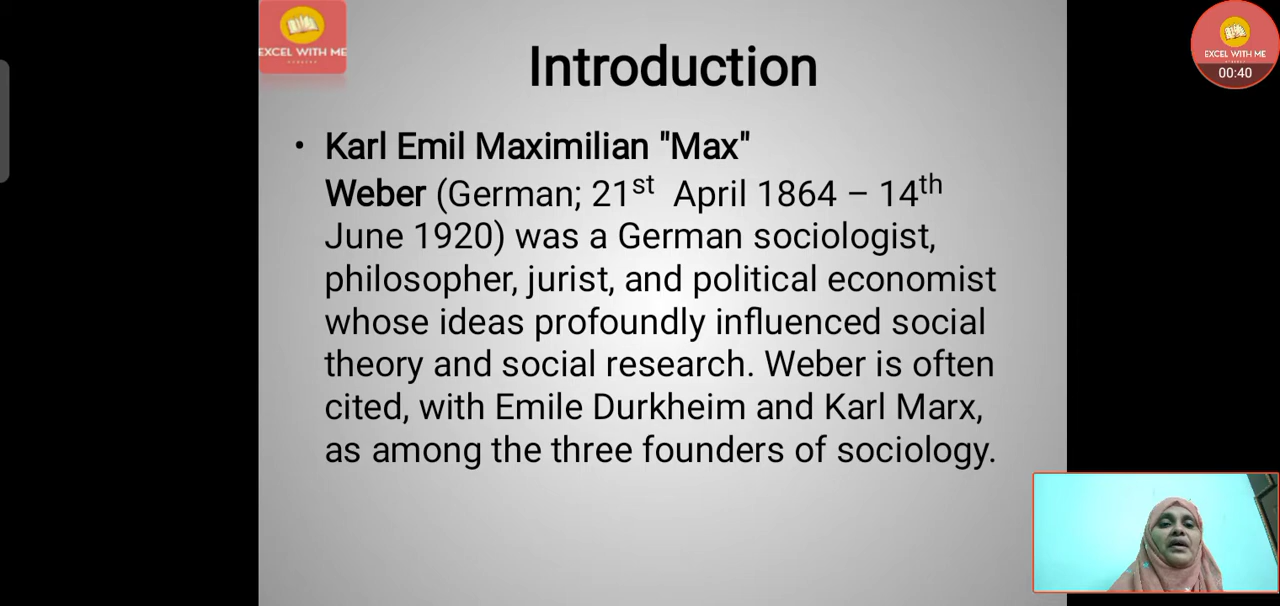 EXCEL WITH ME
Introduction
• Karl Emil Maximilian "Max"
Weber (German; 21st April 1864 – 14th
June 1920) was a German sociologist,
philosopher, jurist, and political economist
whose ideas profoundly influenced social
theory and social research. Weber is often
cited, with Emile Durkheim and Karl Marx,
as among the three founders of sociology.
EXCEL WITH ME
00:40